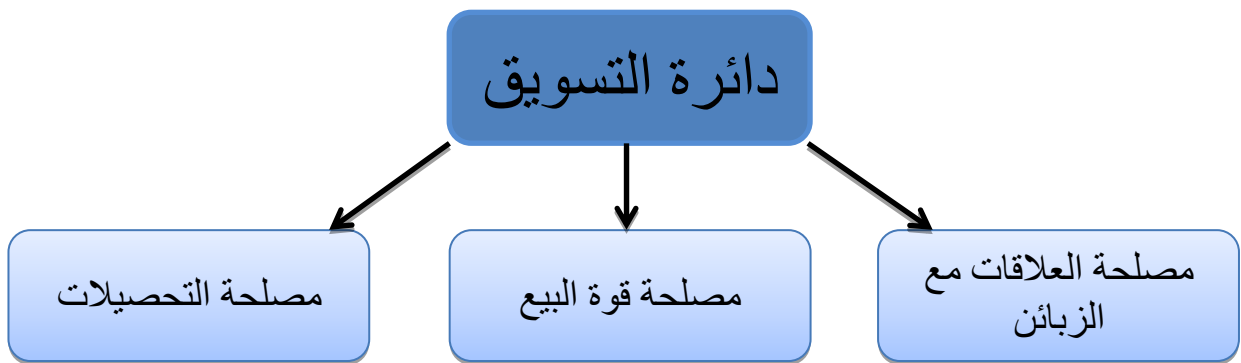 دائرة التسويق
مصلحة العلاقات مع
الزبائن
مصلحة قوة البيع
مصلحة التحصيلات